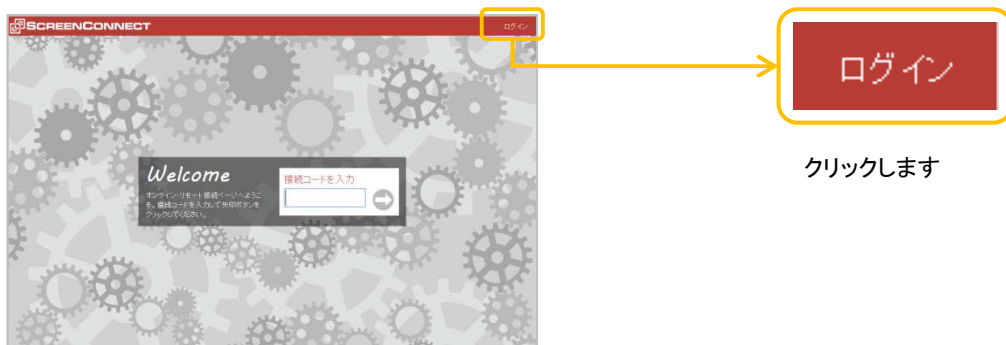 SCREENCONNECT
ログイン
ログイン
クリックします
Welcome
オンライン・リモート接続ページへようこ
そ。接続コードを入力して矢印ボタンを
クリックしてください。
接続コードを入力